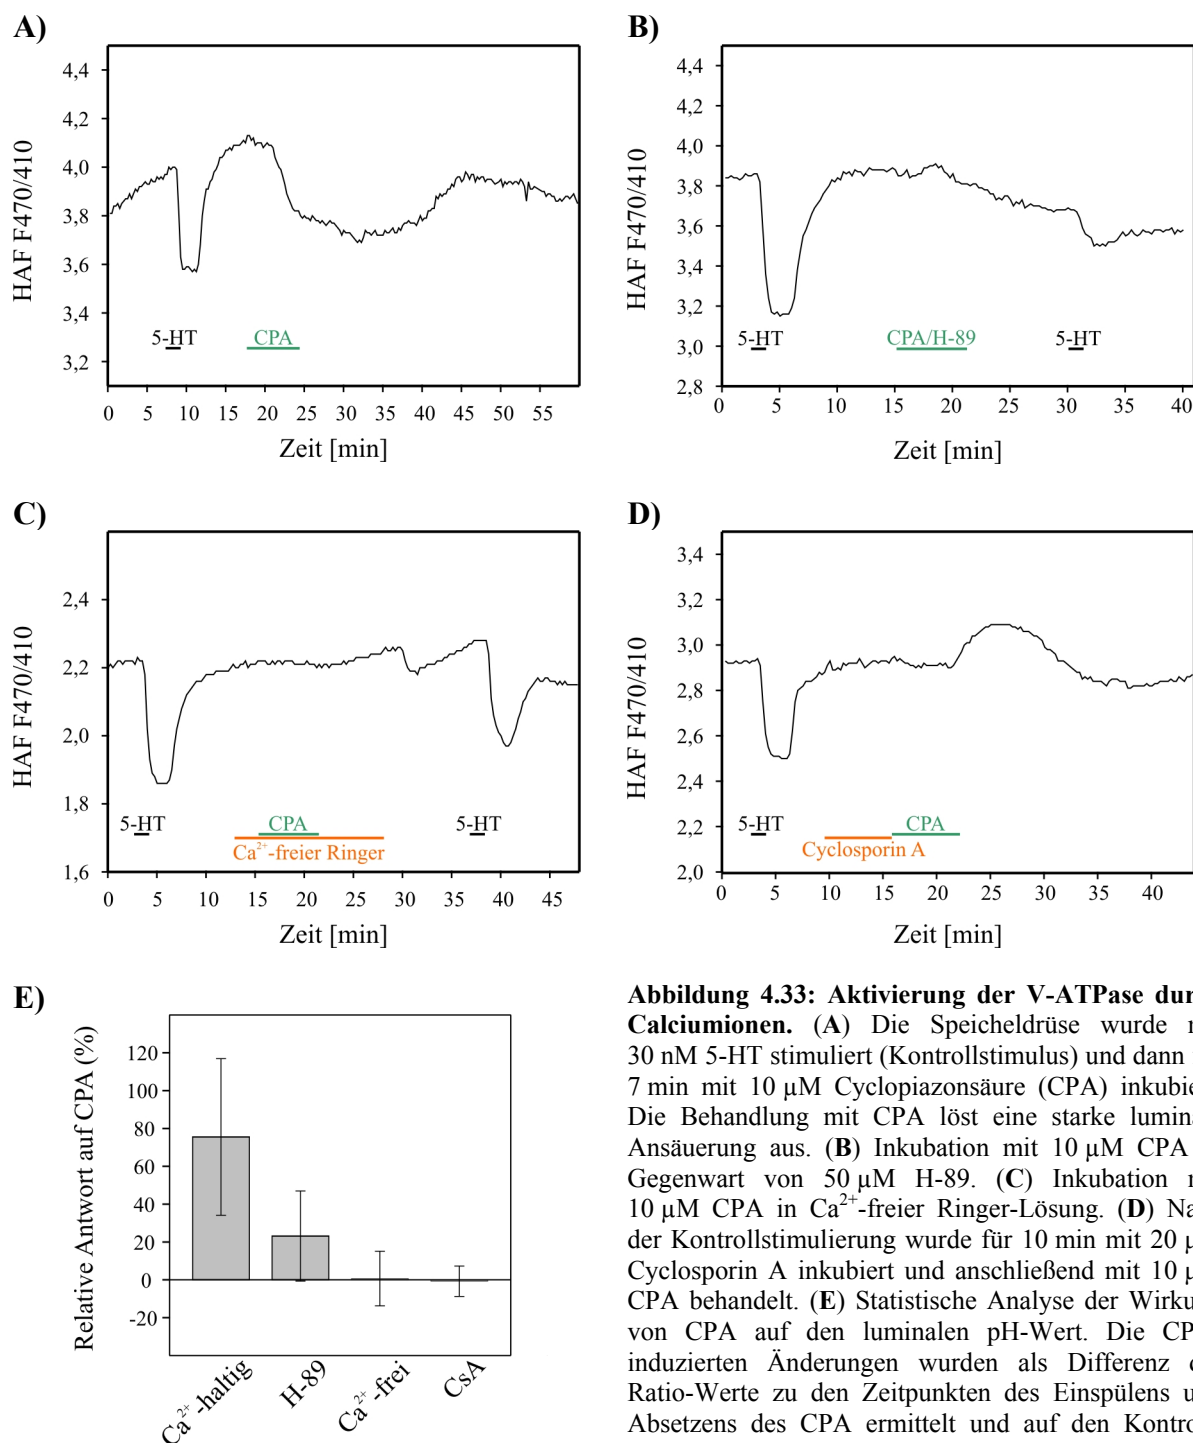 A)
HAF F470/410
4,4
4,2
4,0
3,8
3,6
3,4
3,2
5-HT
CPA
0 5 10 15 20 25 30 35 40 45 50 55
Zeit [min]
B)
HAF F470/410
4,4
4,2
4,0
3,8
3,6
3,4
3,2
3,0
2,8
5-HT
CPA/H-89
5-HT
0 5 10 15 20 25 30 35 40
Zeit [min]
C)
HAF F470/410
2,4
2,2
2,0
1,8
1,6
5-HT
CPA
Ca²⁺-freier Ringer
5-HT
0 5 10 15 20 25 30 35 40 45
Zeit [min]
D)
HAF F470/410
3,4
3,2
3,0
2,8
2,6
2,4
2,2
2,0
5-HT
Cyclosporin A
CPA
0 5 10 15 20 25 30 35 40
Zeit [min]
E)
Relative Antwort auf CPA (%)
120
100
80
60
40
20
0
-20
Ca²⁺-haltig
H-89
Ca²⁺-frei
CsA
Abbildung 4.33: Aktivierung der V-ATPase
Calciumionen. (A) Die Speicheldrüse wurde
30 nM 5-HT stimuliert (Kontrollstimulus) und dann
7 min mit 10 µM Cyclopiazonsäure (CPA)
Die Behandlung mit CPA löst eine starke
Ansäuerung aus. (B) Inkubation mit 10 µM CPA
Gegenwart von 50 µM H-89. (C) Inkubation
10 µM CPA in Ca²⁺-freier Ringer-Lösung. (D)
der Kontrollstimulierung wurde für 10 min mit 20
Cyclosporin A inkubiert und anschließend mit 10
CPA behandelt. (E) Statistische Analyse der
von CPA auf den luminalen pH-Wert. Die
induzierten Änderungen wurden als Differenz
Ratio-Werte zu den Zeitpunkten des Einspülens
Absetzens des CPA ermittelt und auf den